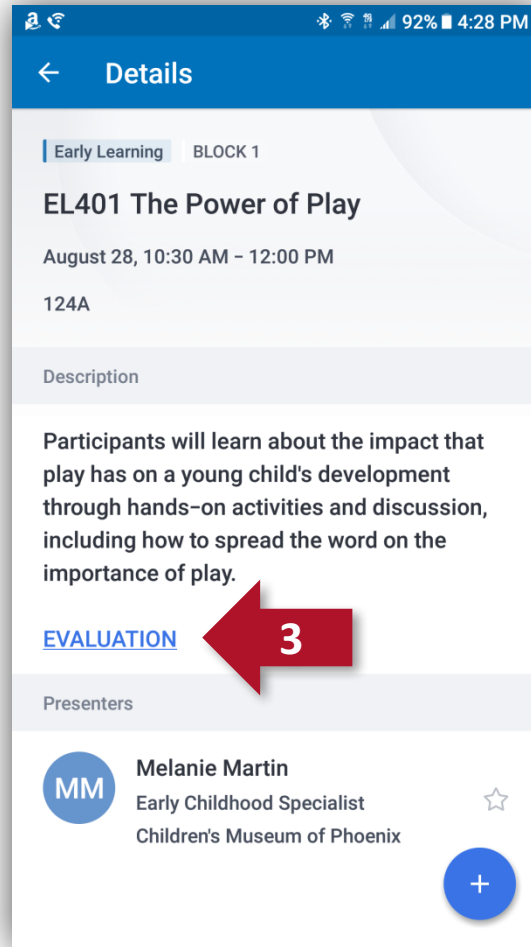 92% 4:28 PM
Details
Early Learning BLOCK 1
EL401 The Power of Play
August 28, 10:30 AM – 12:00 PM
124A
Description
Participants will learn about the impact that
play has on a young child's development
through hands-on activities and discussion,
including how to spread the word on the
importance of play.
EVALUATION 3
Presenters
MM
Melanie Martin
Early Childhood Specialist
Children's Museum of Phoenix
+